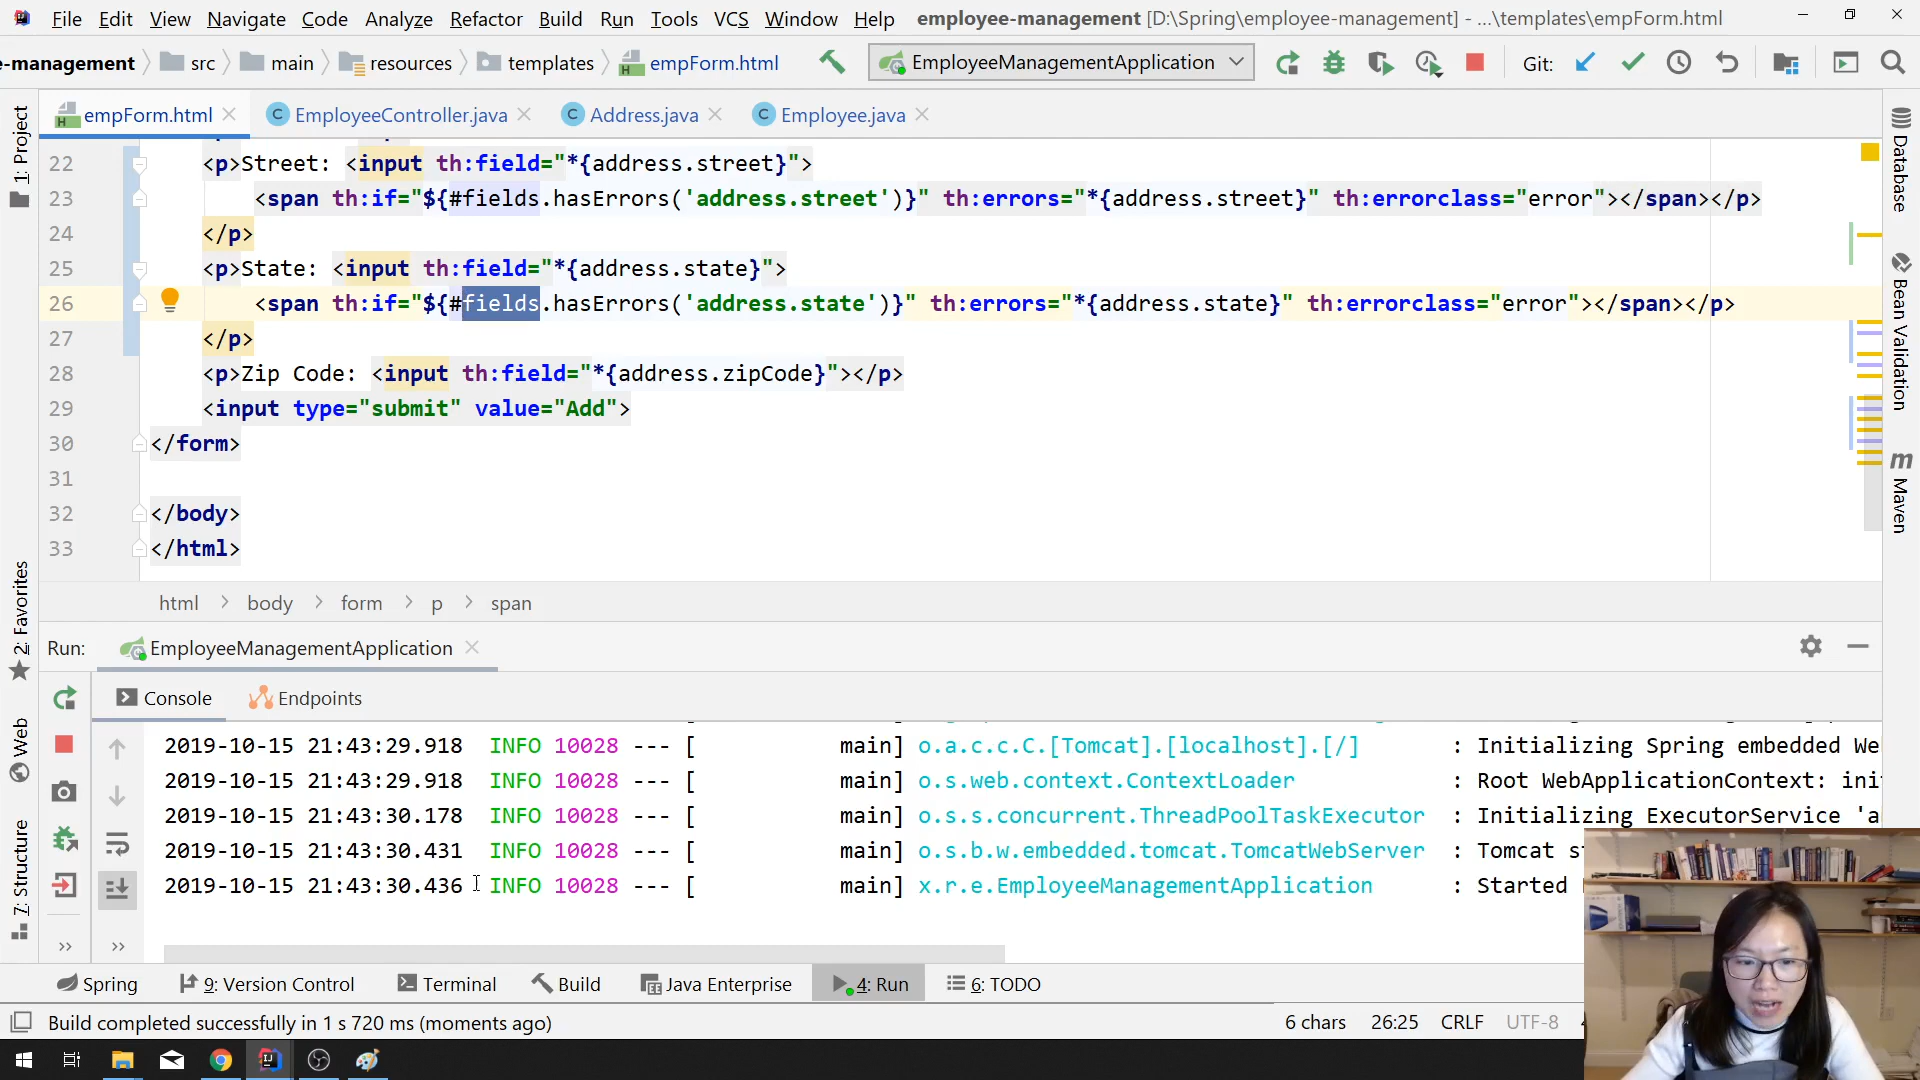 File Edit View Navigate Code Analyze Refactor Build Run Tools VCS Window Help employee-management [D:\Spring\employee-management] - ...\templates\empForm.html
e-management src main resources templates empForm.html EmployeeManagementApplication Git:
empForm.html EmployeeController.java Address.java Employee.java
1: Project
2: Favorites
Web
7: Structure
Database
Bean Validation
Maven
22 <p>Street: <input th:field="*{address.street}">
23 <span th:if="${#fields.hasErrors('address.street')}" th:errors="*{address.street}" th:errorclass="error"></span></p>
24 </p>
25 <p>State: <input th:field="*{address.state}">
26 <span th:if="${#fields.hasErrors('address.state')}" th:errors="*{address.state}" th:errorclass="error"></span></p>
27 </p>
28 <p>Zip Code: <input th:field="*{address.zipCode}"></p>
29 <input type="submit" value="Add">
30 </form>
31
32 </body>
33 </html>
html body form p span
Run: EmployeeManagementApplication
Console Endpoints
2019-10-15 21:43:29.918 INFO 10028 --- [ main] o.a.c.c.C.[Tomcat].[localhost].[/] : Initializing Spring embedded We
2019-10-15 21:43:29.918 INFO 10028 --- [ main] o.s.web.context.ContextLoader : Root WebApplicationContext: ini
2019-10-15 21:43:30.178 INFO 10028 --- [ main] o.s.s.concurrent.ThreadPoolTaskExecutor : Initializing ExecutorService 'a
2019-10-15 21:43:30.431 INFO 10028 --- [ main] o.s.b.w.embedded.tomcat.TomcatWebServer : Tomcat s
2019-10-15 21:43:30.436 INFO 10028 --- [ main] x.r.e.EmployeeManagementApplication : Started
Spring 9: Version Control Terminal Build Java Enterprise 4: Run 6: TODO
Build completed successfully in 1 s 720 ms (moments ago) 6 chars 26:25 CRLF UTF-8